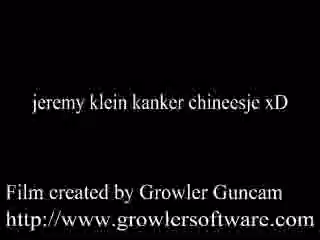 jeremy klein kanker chineesje xD
Film created by Growler Guncam
http://www.growlersoftware.com